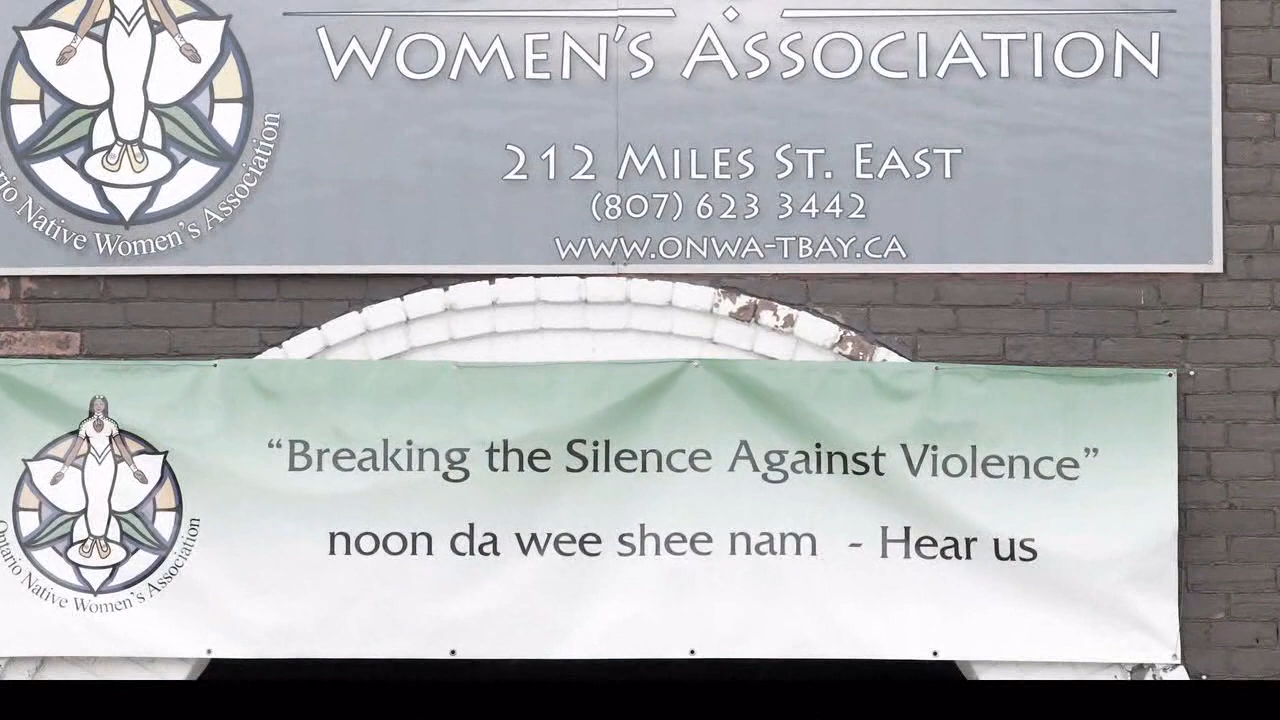 WOMEN'S ASSOCIATION
212 MILES ST. EAST
(807) 623 3442
WWW.ONWA-TBAY.CA
Native Women's Association
“Breaking the Silence Against Violence”
noon da wee shee nam - Hear us
Ontario Native Women's Association